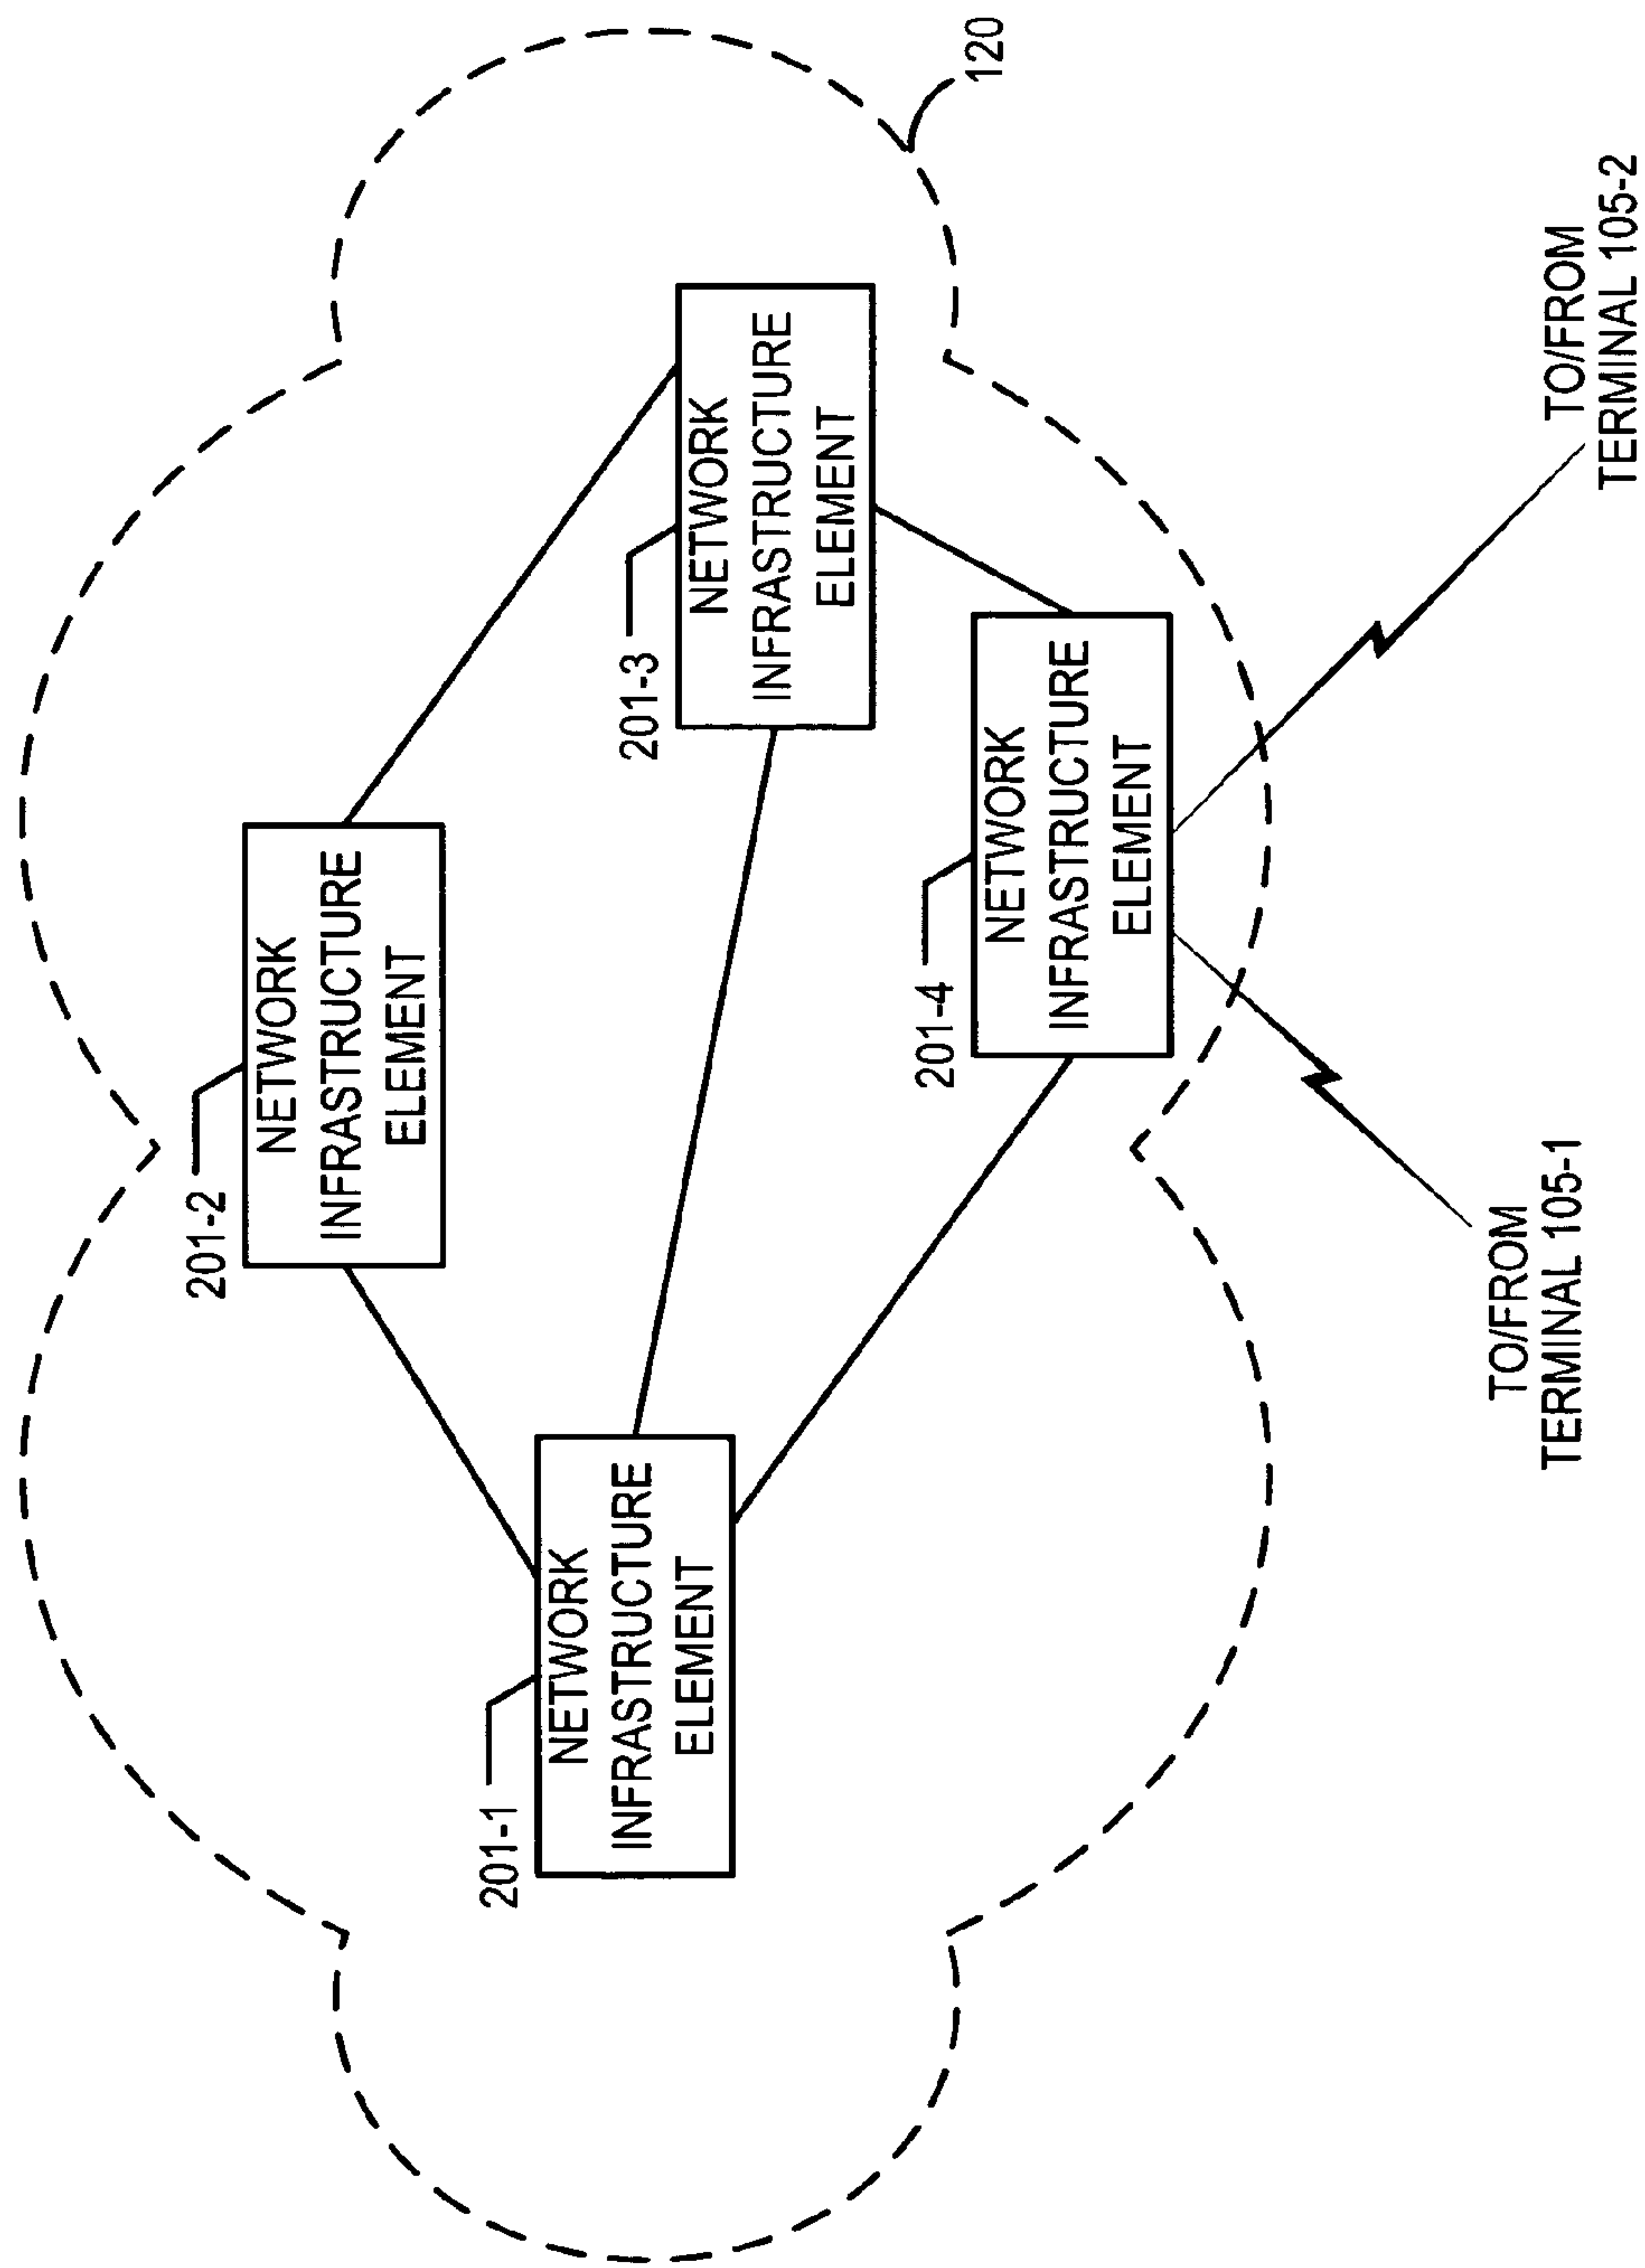 120
201-2
NETWORK
INFRASTRUCTURE
ELEMENT
201-3
NETWORK
INFRASTRUCTURE
ELEMENT
201-1
NETWORK
INFRASTRUCTURE
ELEMENT
201-4
NETWORK
INFRASTRUCTURE
ELEMENT
TO/FROM
TERMINAL 105-1
TO/FROM
TERMINAL 105-2